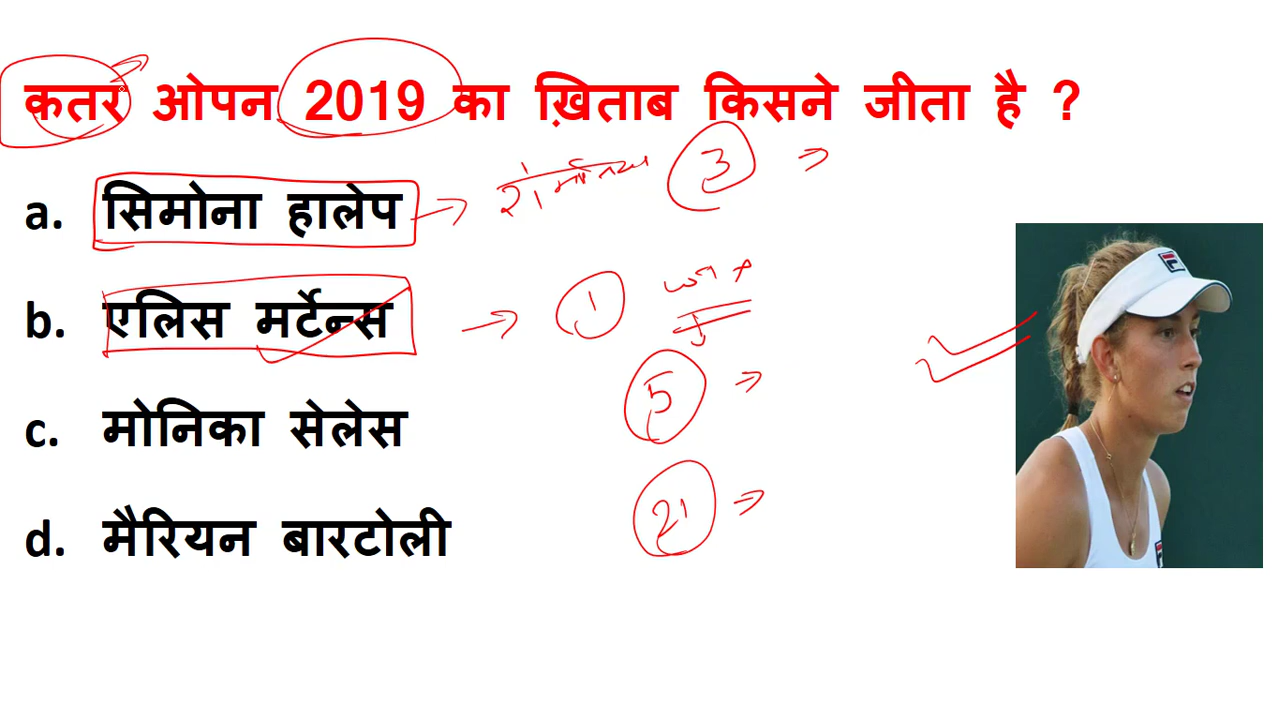 कतर ओपन 2019 का ख़िताब किसने जीता है ?
a. सिमोना हालेप
3
b. एलिस मर्टेन्स
1
5
c. मोनिका सेलेस
21
d. मैरियन बारटोली